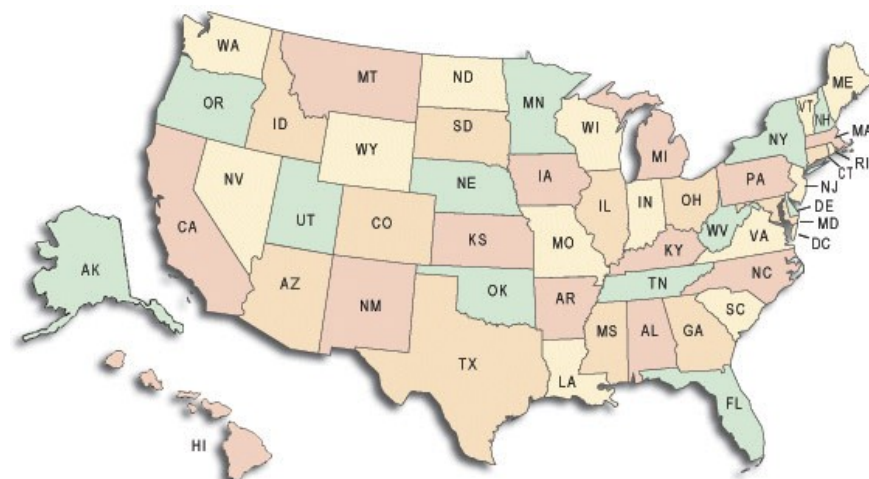 WA
MT
ND
MN
ME
VT
NH
OR
ID
SD
WI
NY
MA
WY
MI
RI
CT
NV
NE
IA
PA
NJ
UT
CO
IL
IN
OH
DE
CA
KS
MO
WV
VA
MD
DC
KY
AK
AZ
NM
OK
AR
TN
NC
SC
TX
MS
AL
GA
LA
FL
HI